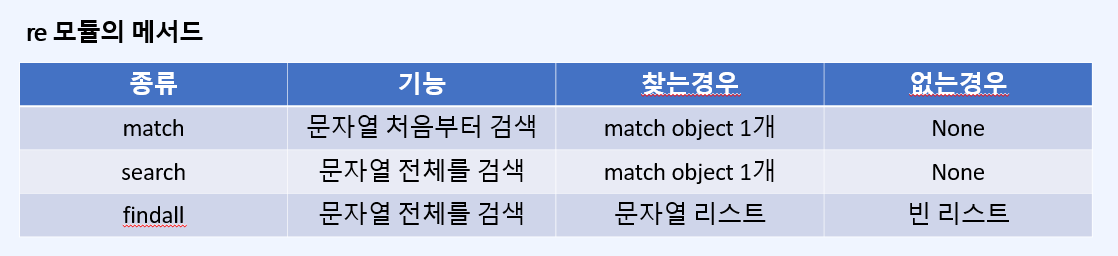 re 모듈의 메서드
종류 기능 찾는경우 없는경우
match 문자열 처음부터 검색 match object 1개 None
search 문자열 전체를 검색 match object 1개 None
findall 문자열 전체를 검색 문자열 리스트 빈 리스트